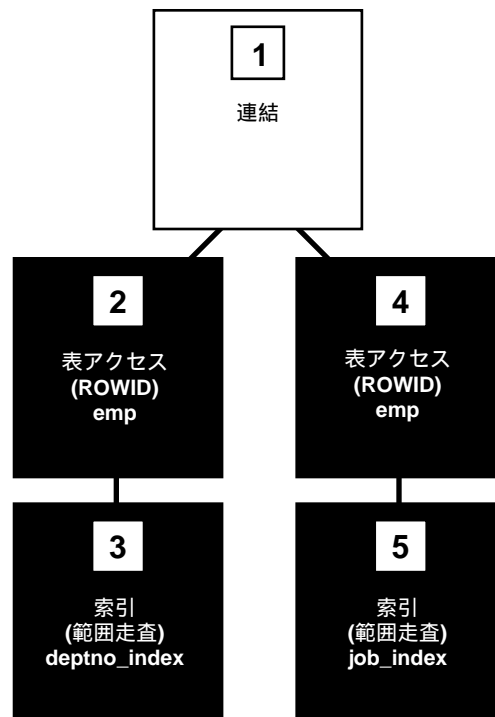 1
連結
2
表アクセス
(ROWID)
emp
4
表アクセス
(ROWID)
emp
3
索引
(範囲走査)
deptno_index
5
索引
(範囲走査)
job_index